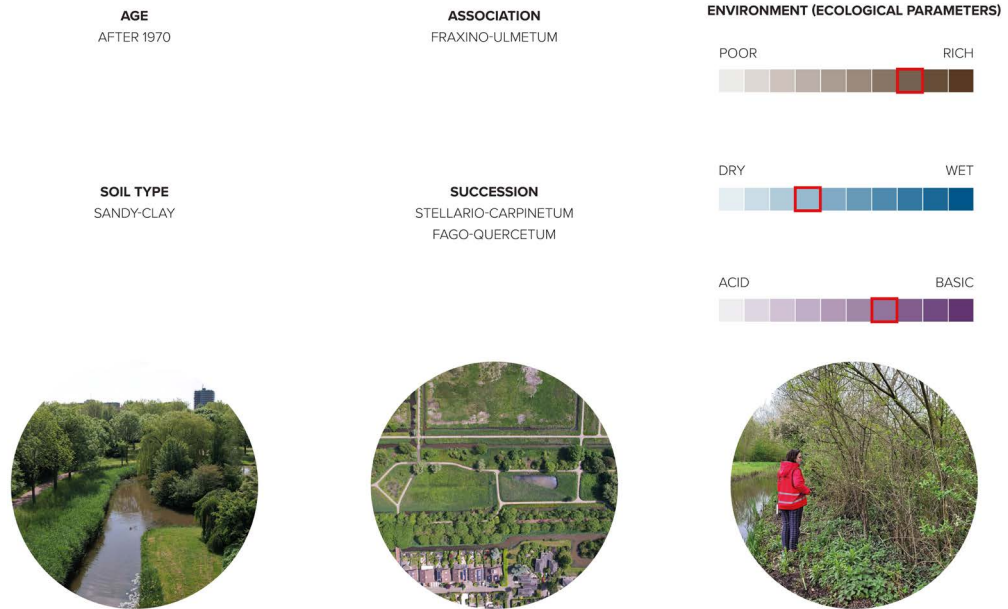 AGE
AFTER 1970
ASSOCIATION
FRAXINO-ULMETUM
ENVIRONMENT (ECOLOGICAL PARAMETERS)
POOR RICH
DRY WET
SOIL TYPE
SANDY-CLAY
SUCCESSION
STELLARIO-CARPINETUM
FAGO-QUERCETUM
ACID BASIC